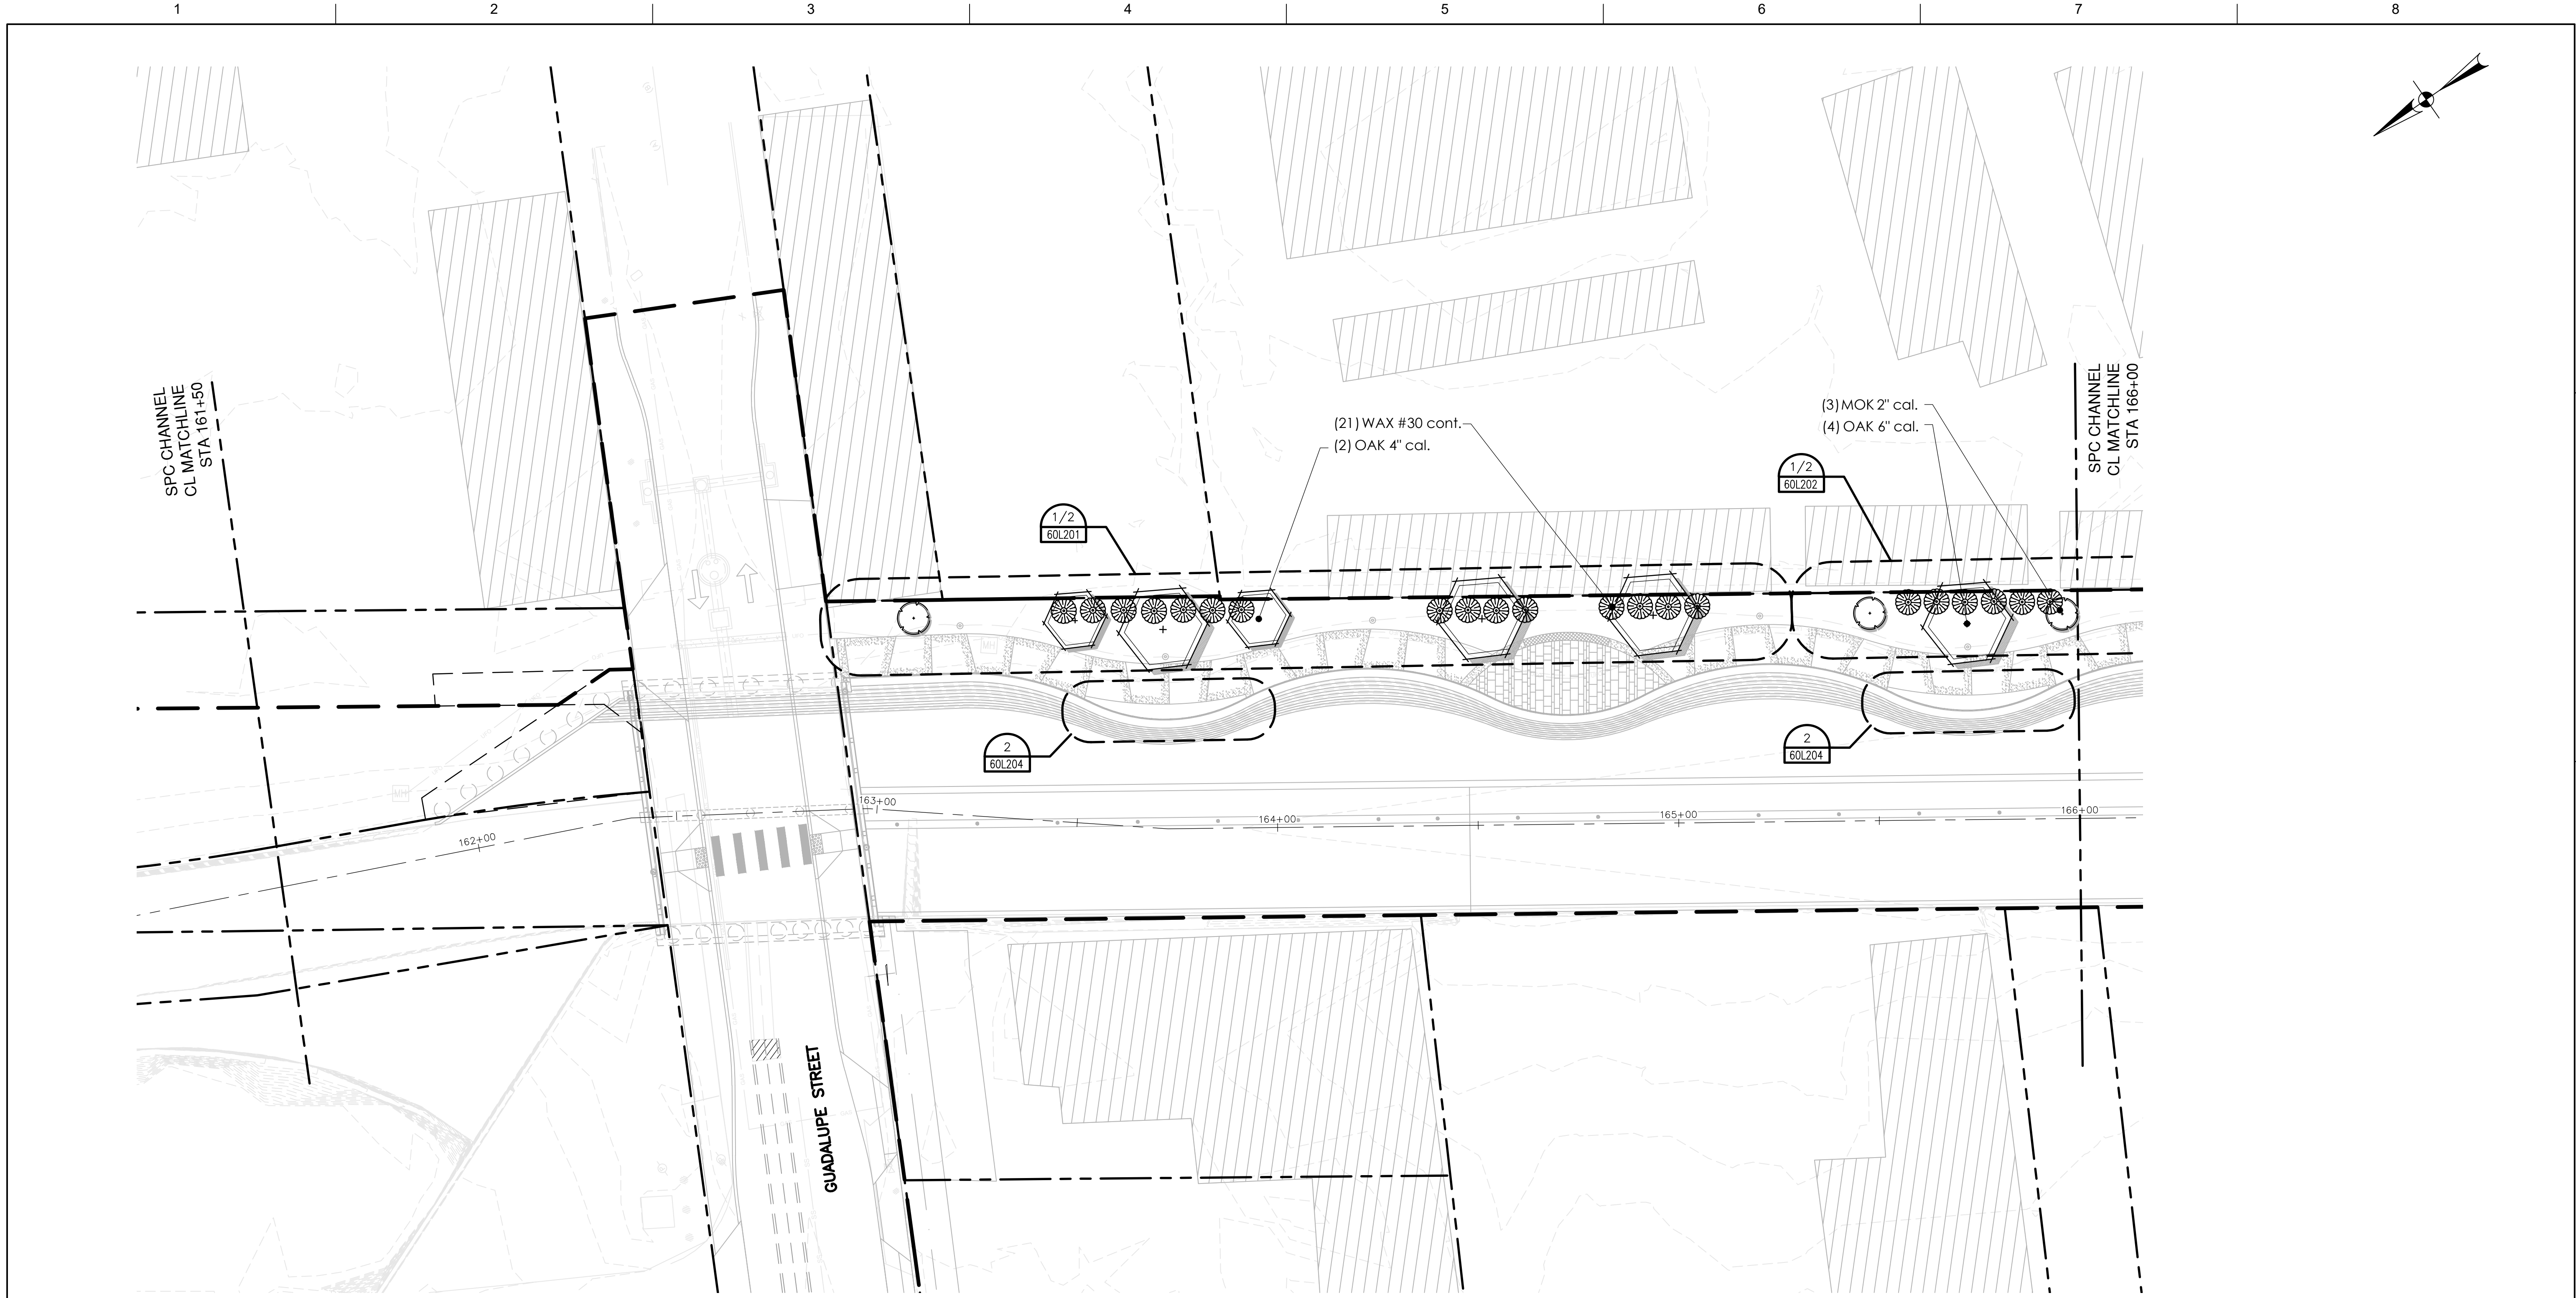 1 2 3 4 5 6 7 8
SPC CHANNEL
CL MATCHLINE
STA 161+50
(21) WAX #30 cont.
(2) OAK 4" cal.
(3) MOK 2" cal.
(4) OAK 6" cal.
SPC CHANNEL
CL MATCHLINE
STA 166+00
1/2
60L201
1/2
60L202
MH
2
60L204
2
60L204
MH
162+00
163+00
164+00
165+00
166+00
GUADALUPE STREET